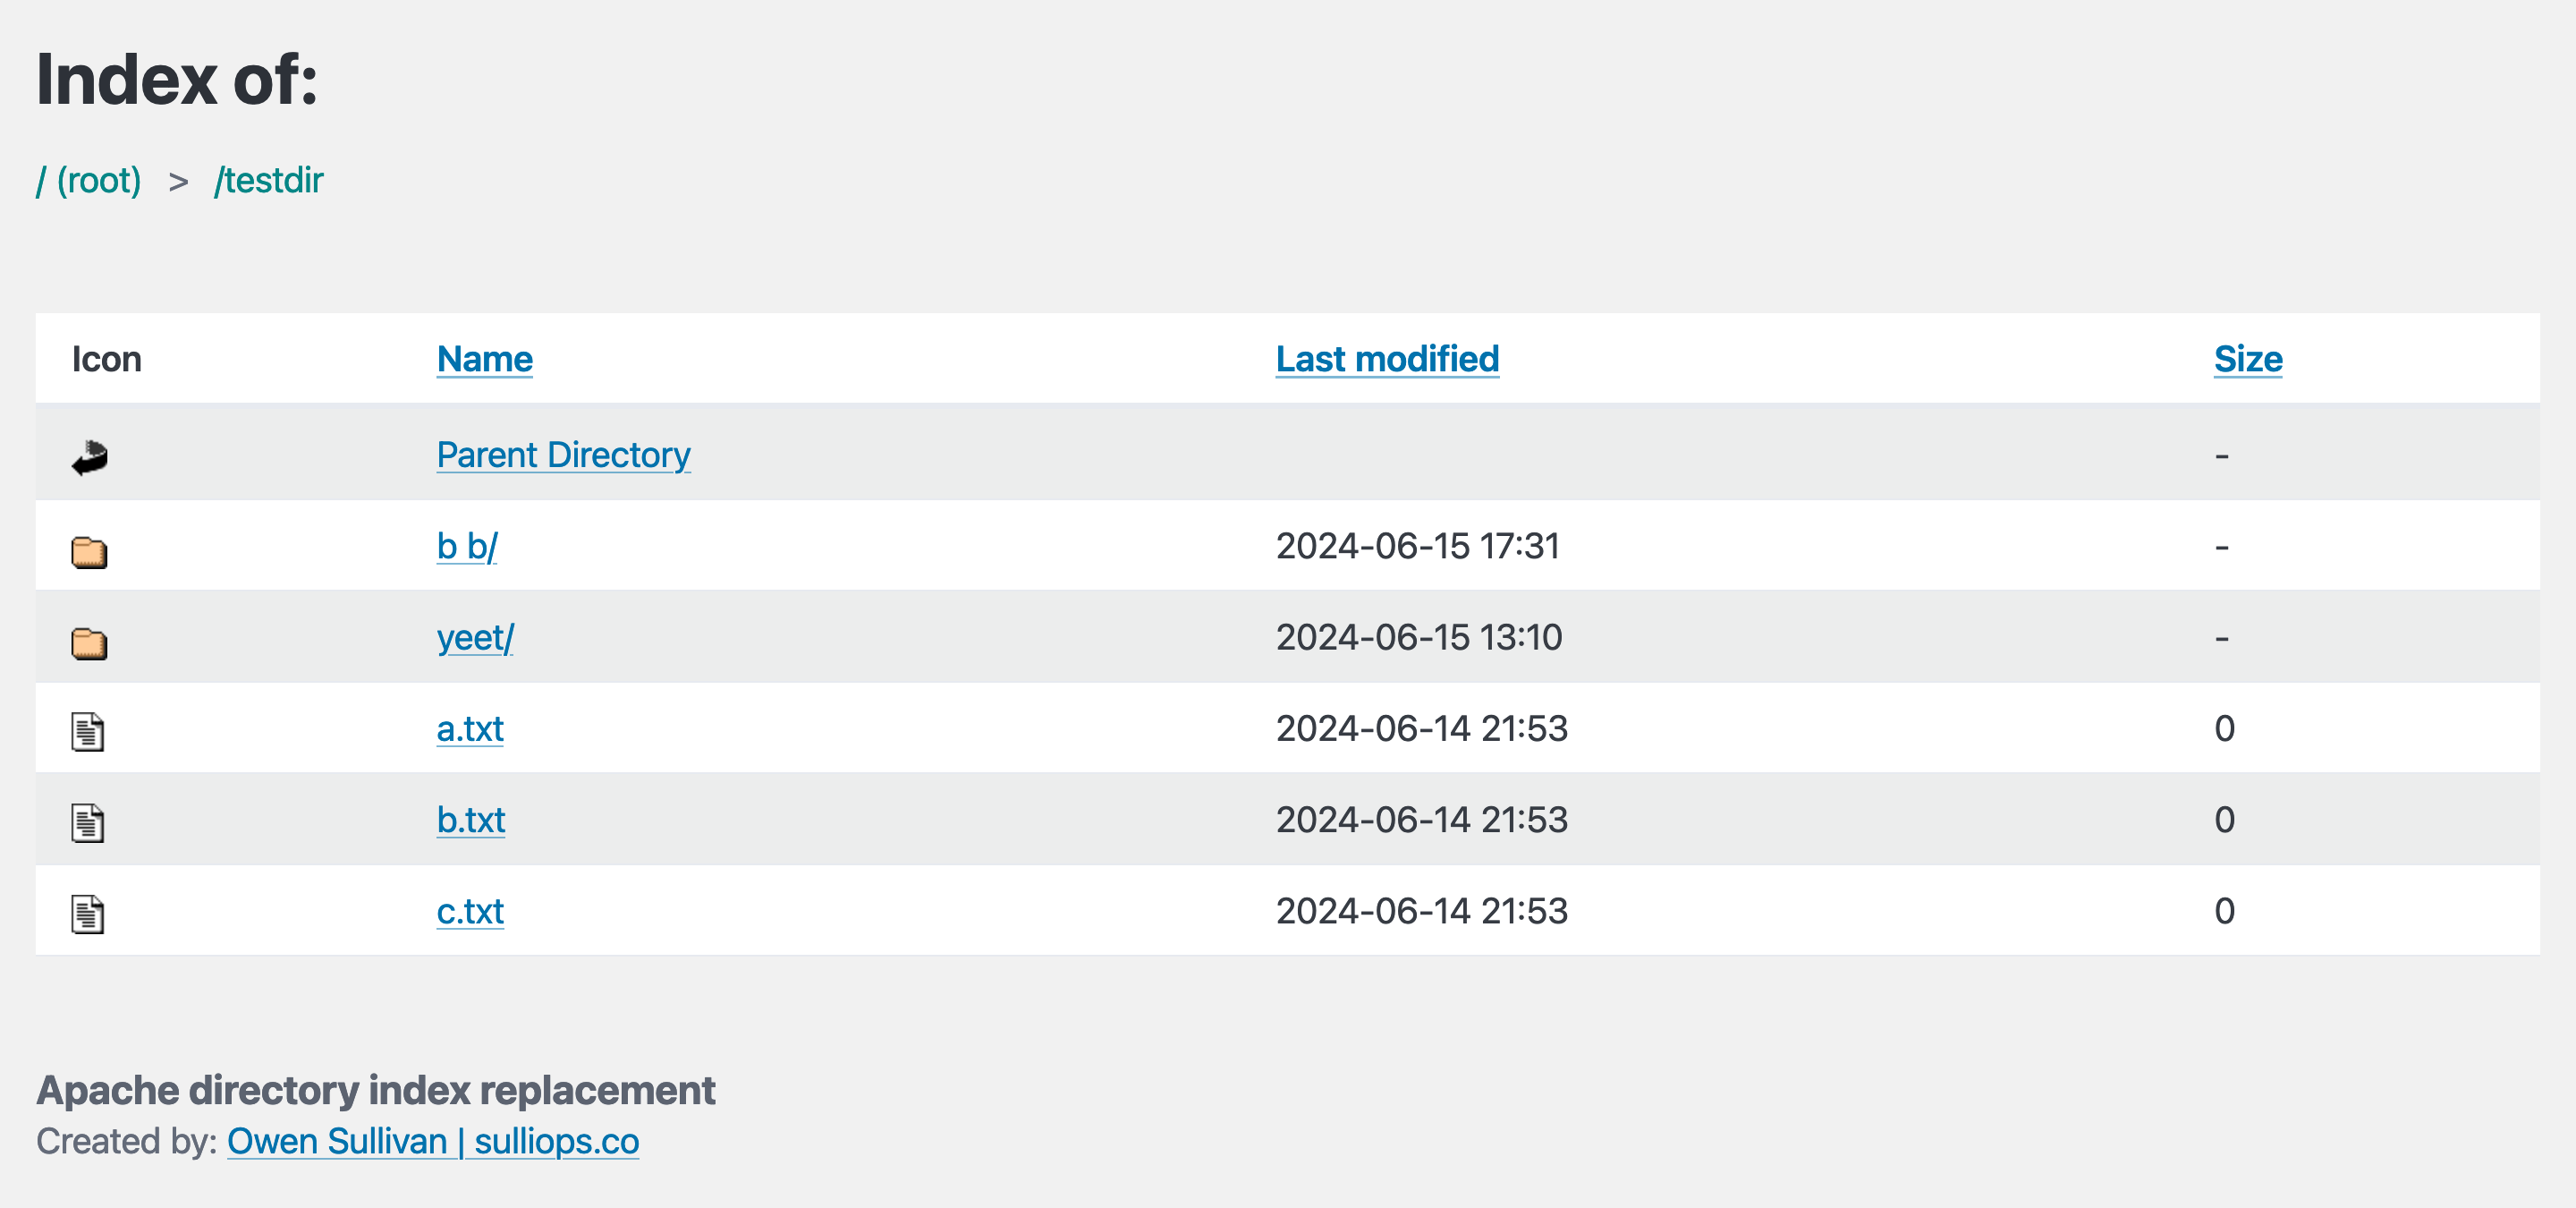 Index of:
/ (root) > /testdir
Icon Name Last modified Size
Parent Directory -
b b/ 2024-06-15 17:31 -
yeet/ 2024-06-15 13:10 -
a.txt 2024-06-14 21:53 0
b.txt 2024-06-14 21:53 0
c.txt 2024-06-14 21:53 0
Apache directory index replacement
Created by: Owen Sullivan | sulliops.co